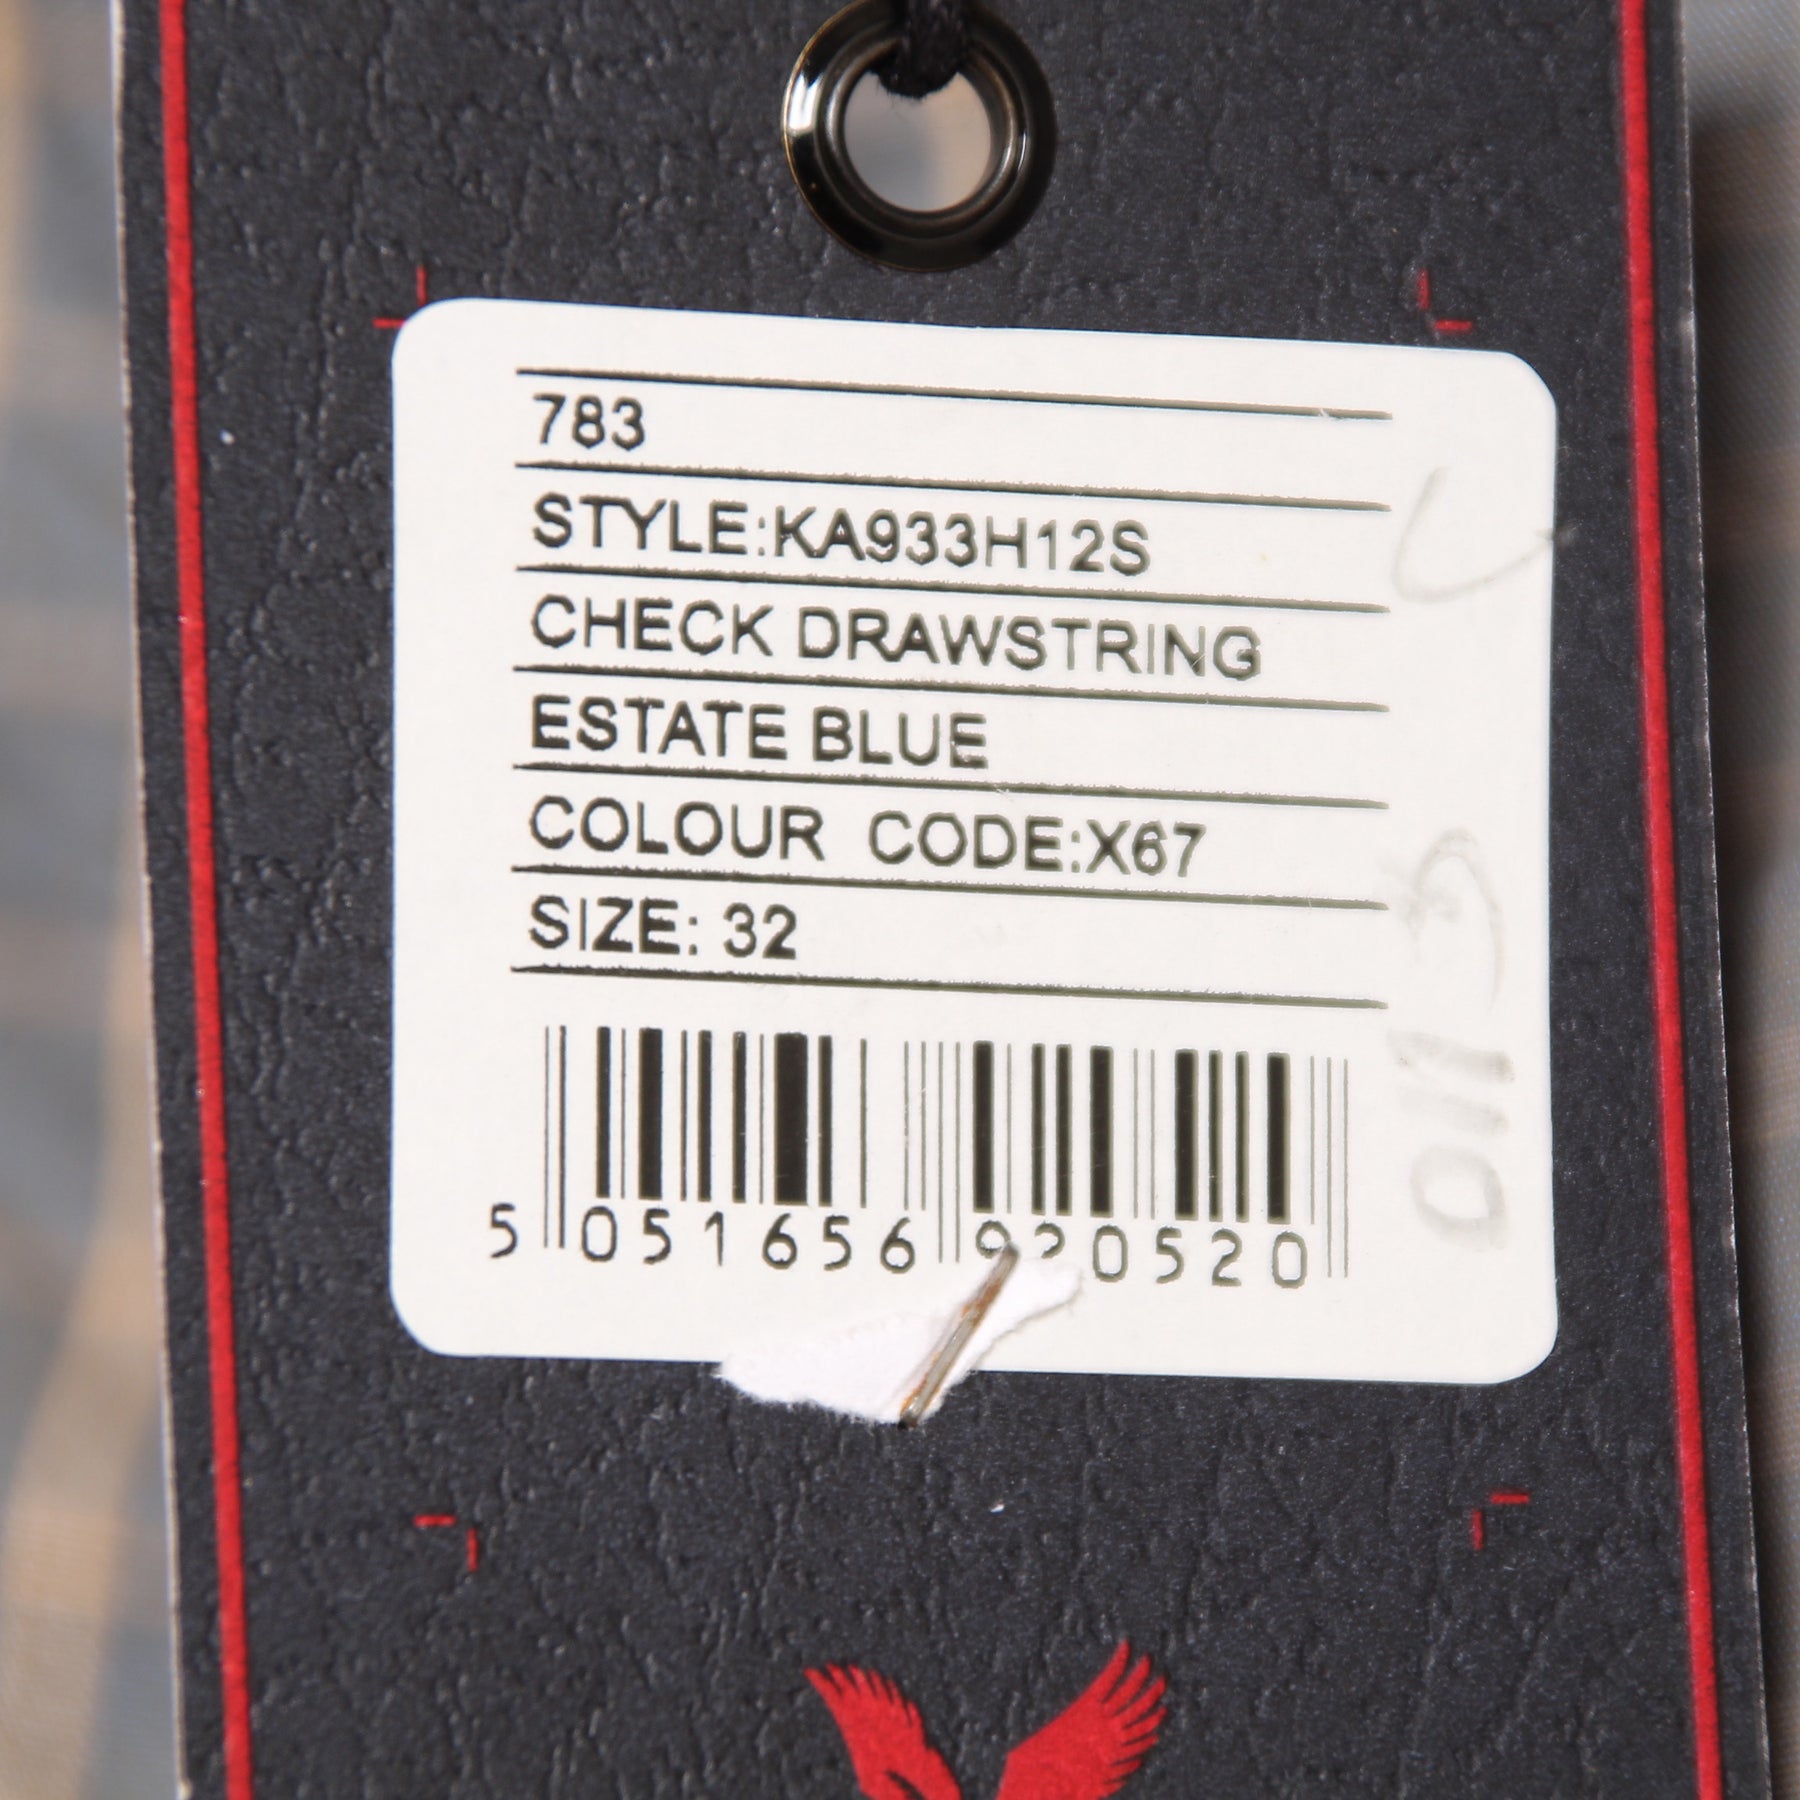 783
STYLE:KA933H12S
CHECK DRAWSTRING
ESTATE BLUE
COLOUR CODE:X67
SIZE: 32
5 051656 920520